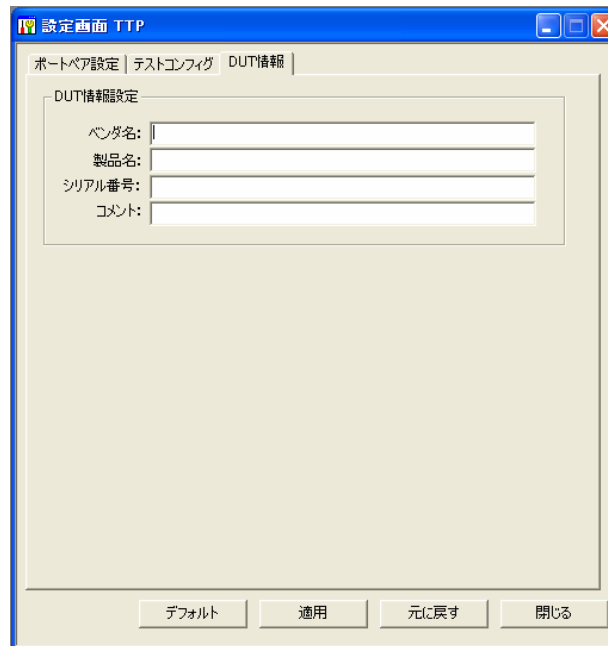 設定画面 TTP
ポートペア設定 テストコンフィグ DUT情報
DUT情報設定
ベンダ名:
製品名:
シリアル番号:
コメント:
デフォルト 適用 元に戻す 閉じる